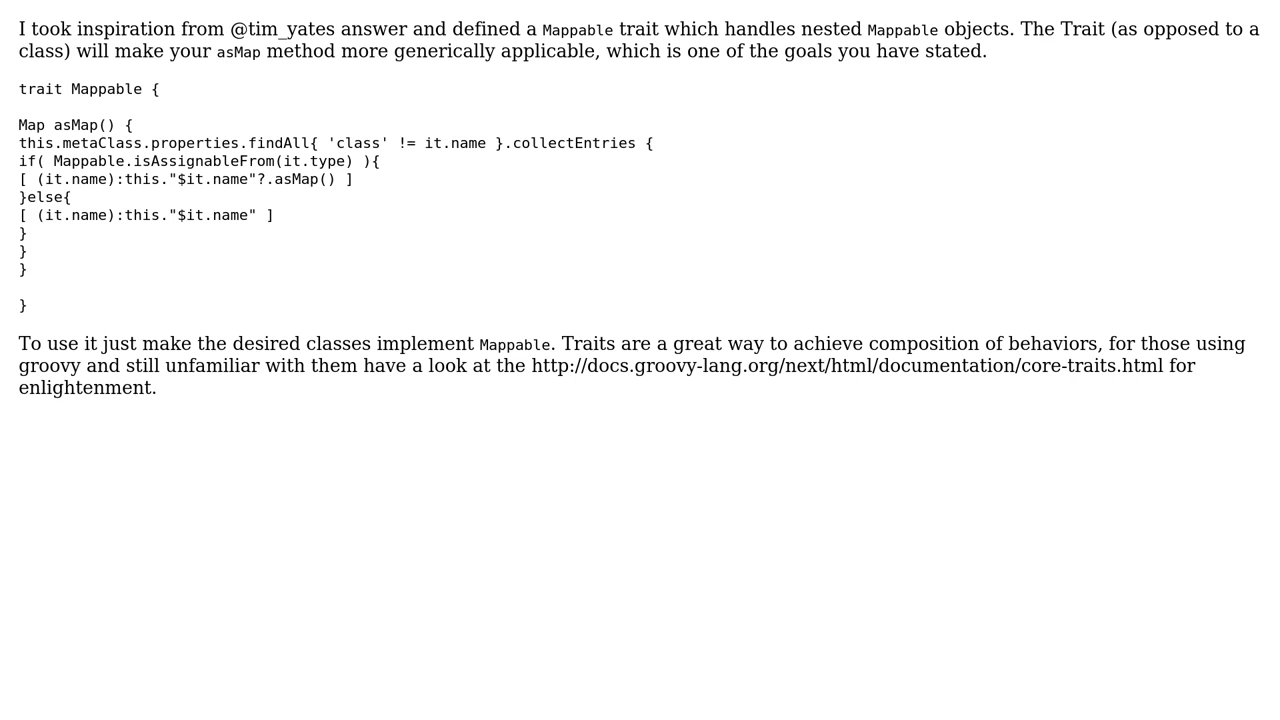 I took inspiration from @tim_yates answer and defined a Mappable trait which handles nested Mappable objects. The Trait (as opposed to a
class) will make your asMap method more generically applicable, which is one of the goals you have stated.
trait Mappable {
Map asMap() {
this.metaClass.properties.findAll{ 'class' != it.name }.collectEntries {
if( Mappable.isAssignableFrom(it.type) ){
[ (it.name):this."$it.name"?.asMap() ]
}else{
[ (it.name):this."$it.name" ]
}
}
}
}
To use it just make the desired classes implement Mappable. Traits are a great way to achieve composition of behaviors, for those using
groovy and still unfamiliar with them have a look at the http://docs.groovy-lang.org/next/html/documentation/core-traits.html for
enlightenment.